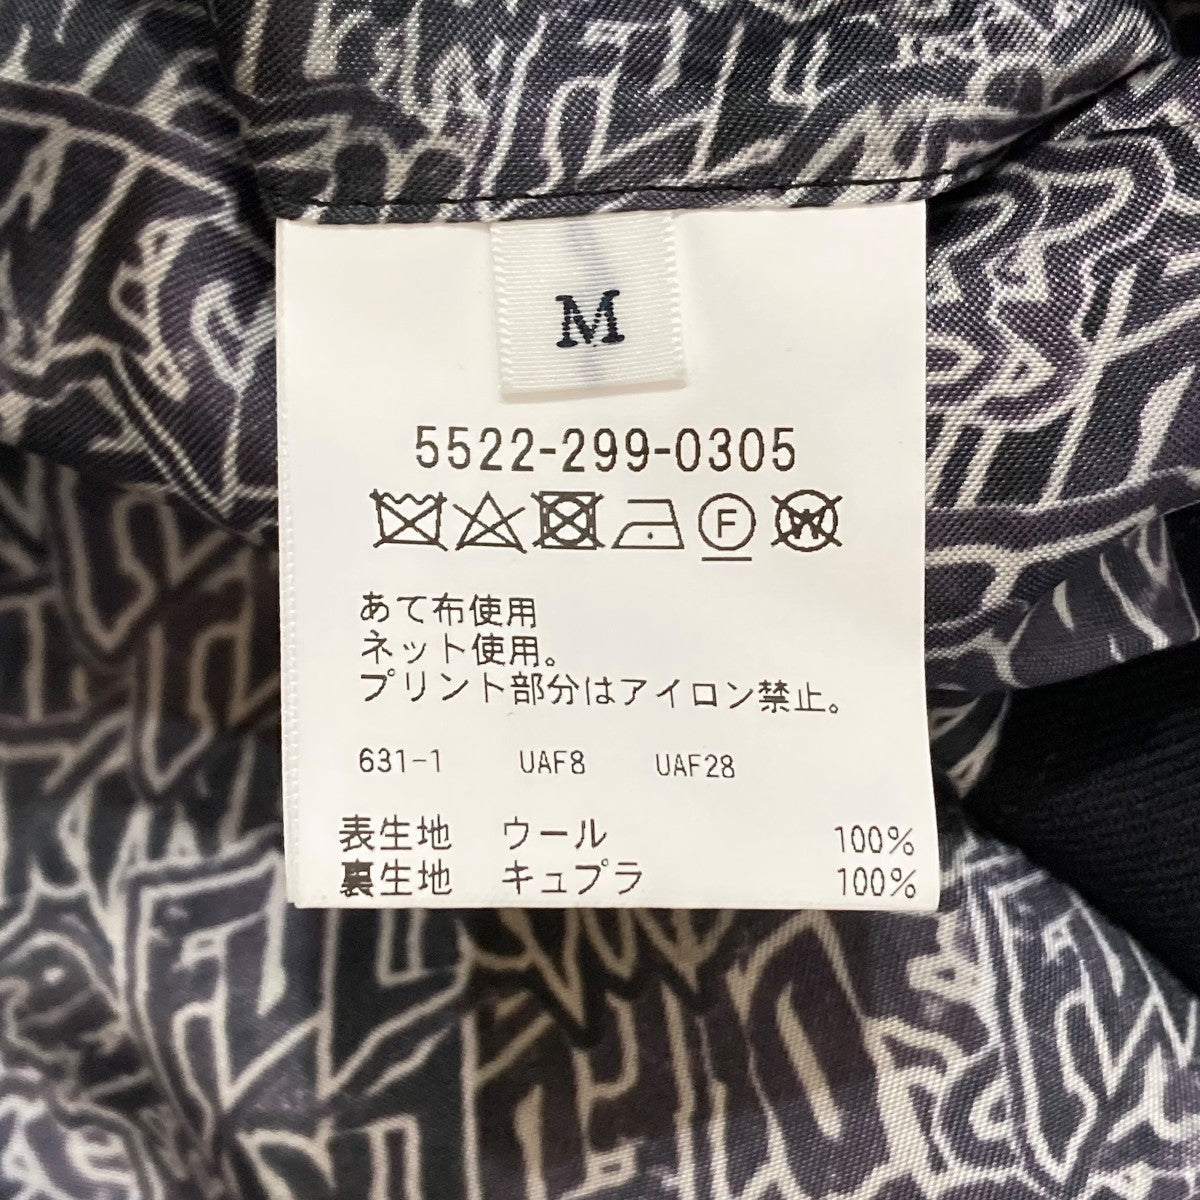 M
5522-299-0305
F W
あて布使用
ネット使用。
プリント部分はアイロン禁止。
631-1 UAF8 UAF28
表生地 ウール 100%
裏生地 キュプラ 100%